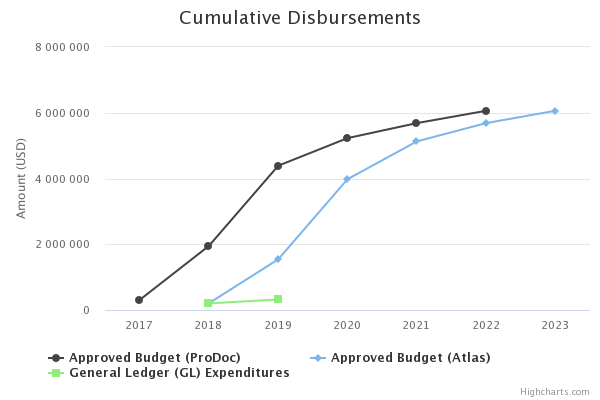 Cumulative Disbursements
Amount (USD)
8 000 000
6 000 000
4 000 000
2 000 000
0
2017 2018 2019 2020 2021 2022 2023
Approved Budget (ProDoc) Approved Budget (Atlas)
General Ledger (GL) Expenditures
Highcharts.com